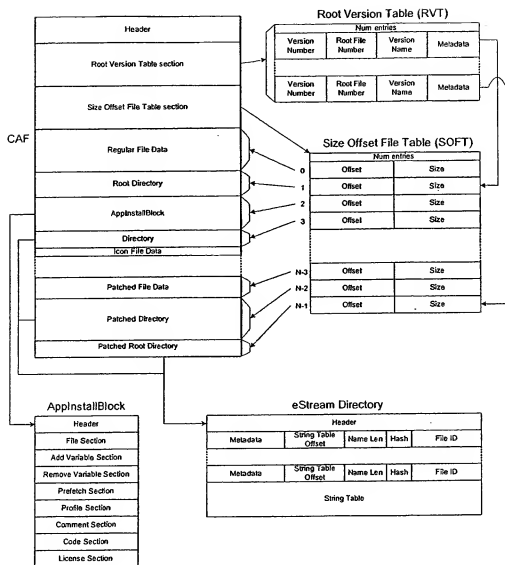 Root Version Table (RVT)
Num entries
Version Number
Root File Number
Version Name
Metadata
Version Number
Root File Number
Version Name
Metadata
CAF
Header
Root Version Table section
Size Offset File Table section
Regular File Data
Root Directory
AppInstallBlock
Directory
Icon File Data
Patched File Data
Patched Directory
Patched Root Directory
Size Offset File Table (SOFT)
Num entries
0 Offset Size
1 Offset Size
2 Offset Size
3 Offset Size
N-3 Offset Size
N-2 Offset Size
N-1 Offset Size
AppInstallBlock
Header
File Section
Add Variable Section
Remove Variable Section
Prefetch Section
Profile Section
Comment Section
Code Section
License Section
eStream Directory
Header
Metadata
String Table Offset
Name Len
Hash
File ID
Metadata
String Table Offset
Name Len
Hash
File ID
String Table